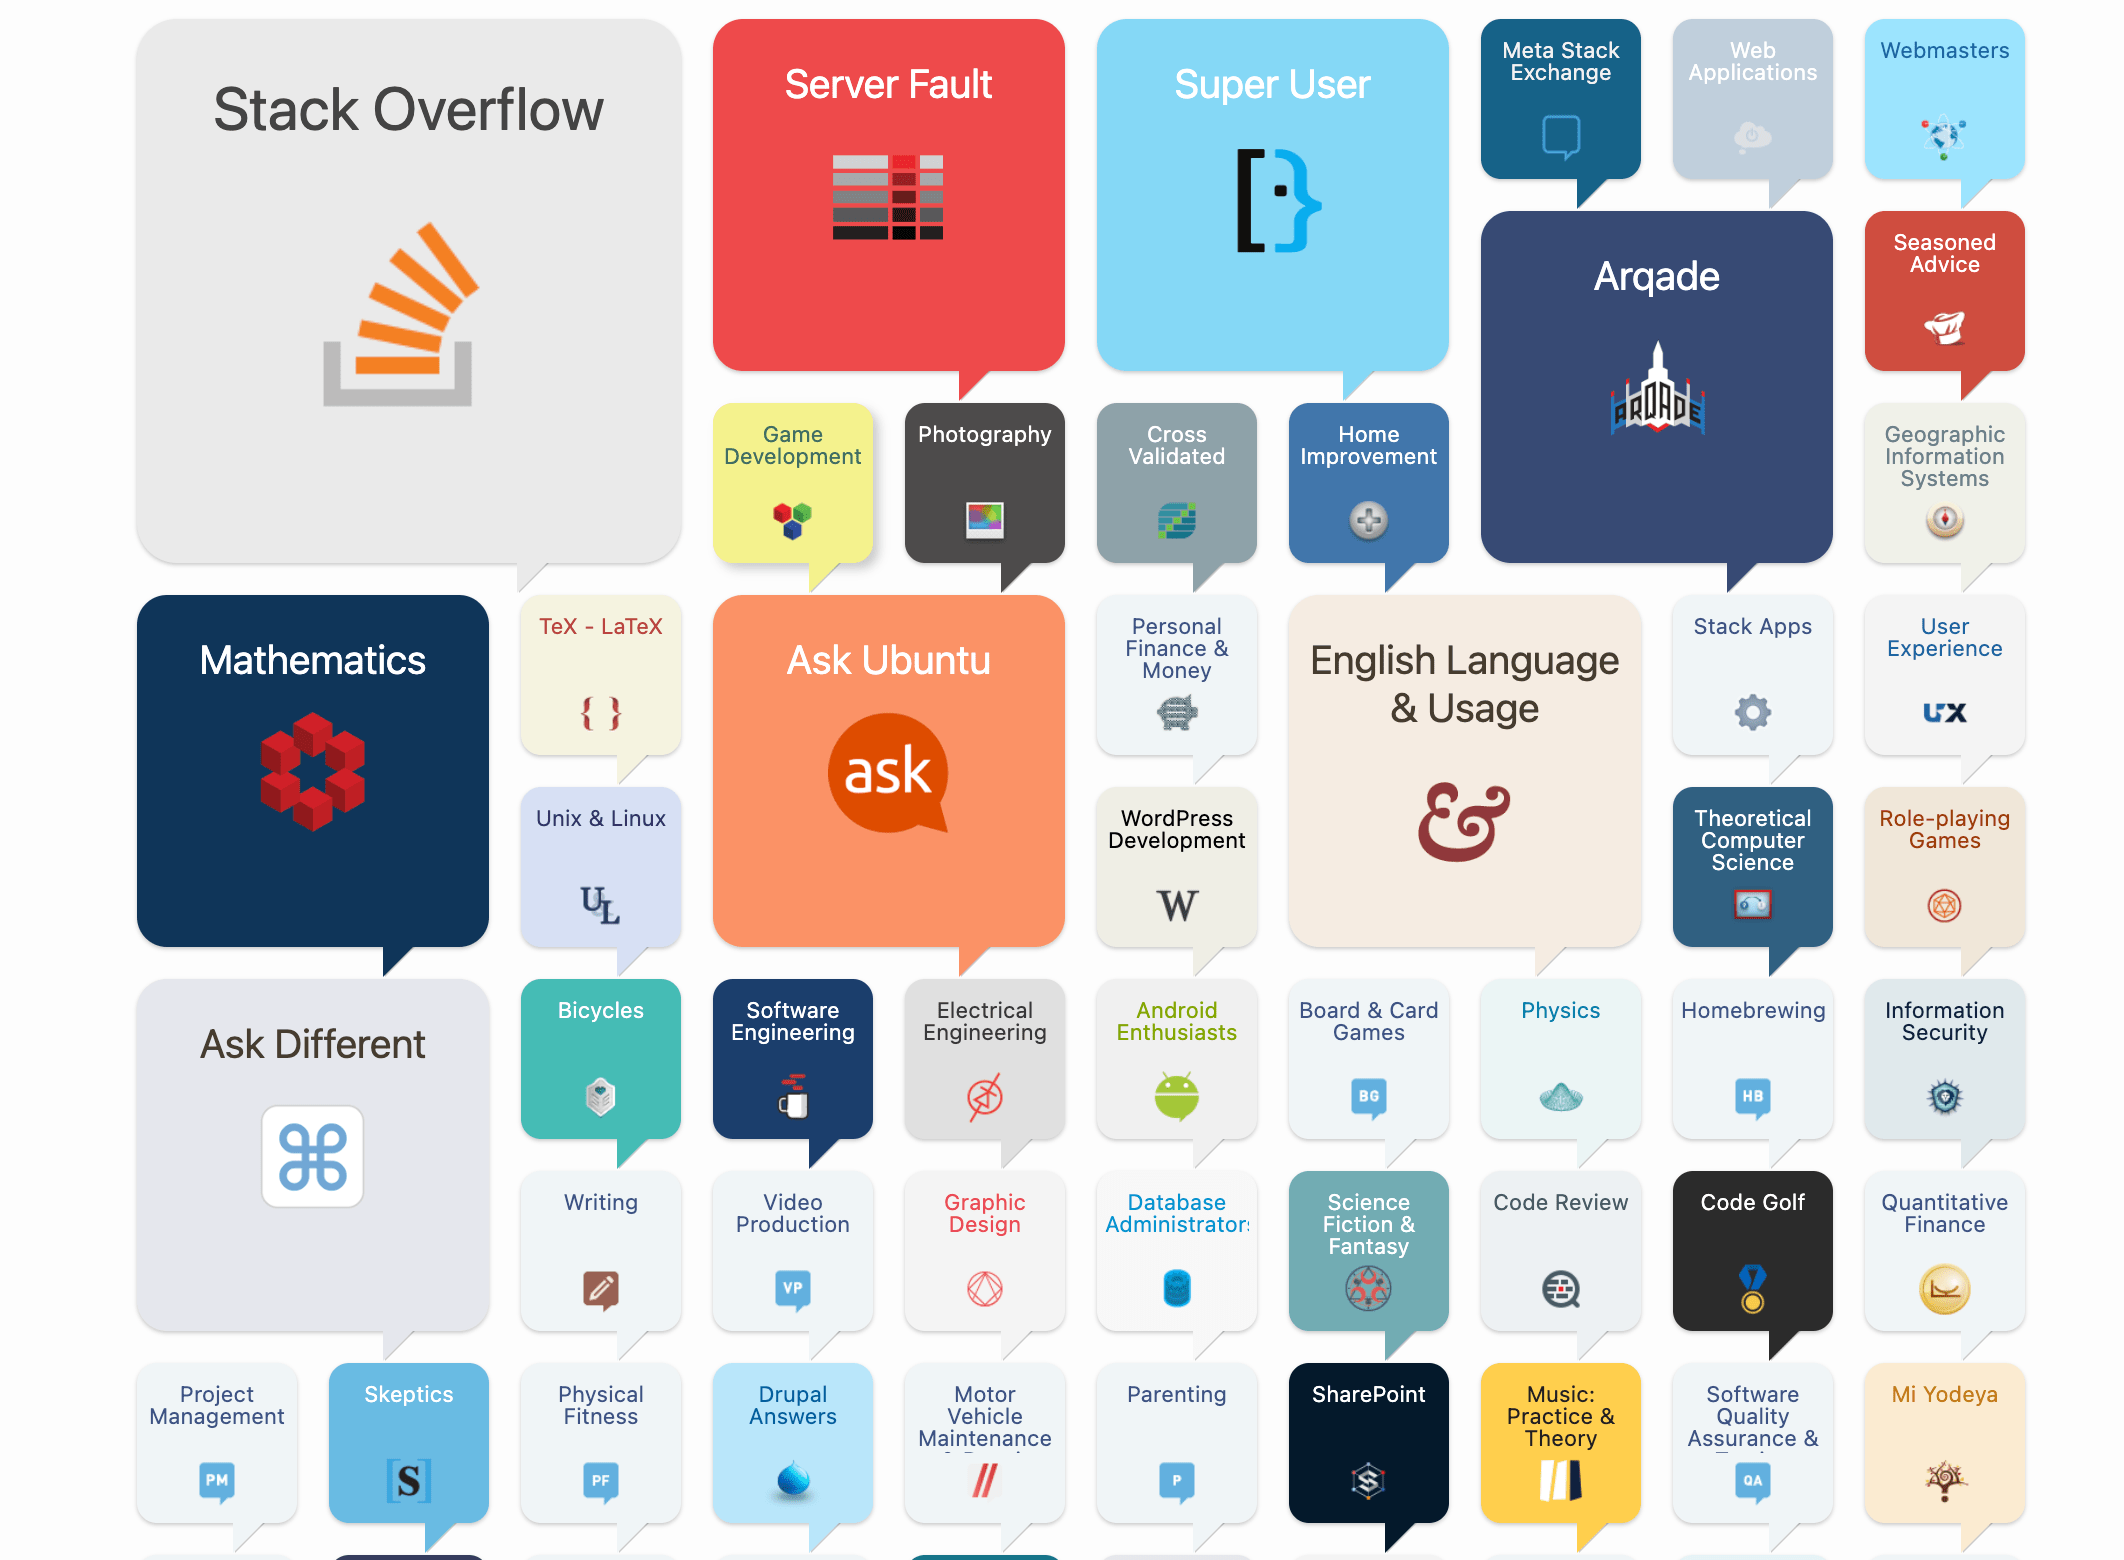 Stack Overflow
Server Fault
Super User
Meta Stack
Exchange
Web
Applications
Webmasters
Arqade
ARQADE
Seasoned
Advice
Game
Development
Photography
Cross
Validated
Home
Improvement
Geographic
Information
Systems
Mathematics
TeX - LaTeX
{ }
Ask Ubuntu
ask
Personal
Finance &
Money
English Language
& Usage
&
Stack Apps
User
Experience
UX
Unix & Linux
UL
WordPress
Development
W
Theoretical
Computer
Science
Role-playing
Games
Ask Different
⌘
Bicycles
Software
Engineering
Electrical
Engineering
Android
Enthusiasts
Board & Card
Games
BG
Physics
Homebrewing
HB
Information
Security
Writing
Video
Production
VP
Graphic
Design
Database
Administrators
Science
Fiction &
Fantasy
Code Review
Code Golf
Quantitative
Finance
Project
Management
PM
Skeptics
[S]
Physical
Fitness
PF
Drupal
Answers
Motor
Vehicle
Maintenance
Parenting
P
SharePoint
S
Music:
Practice &
Theory
Software
Quality
Assurance &
QA
Mi Yodeya